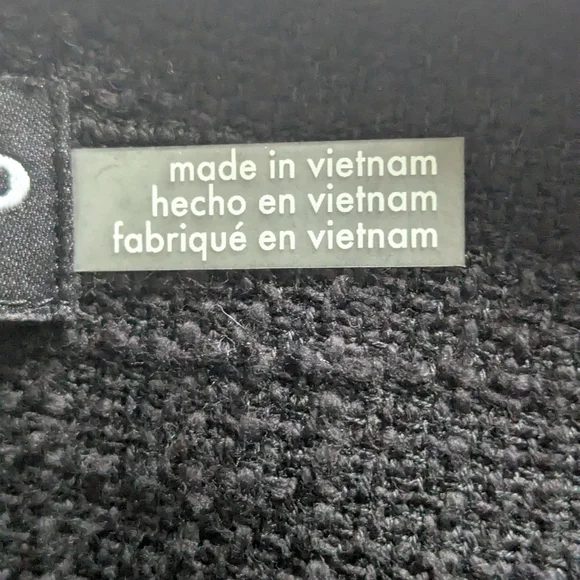 made in vietnam
hecho en vietnam
fabriqué en vietnam